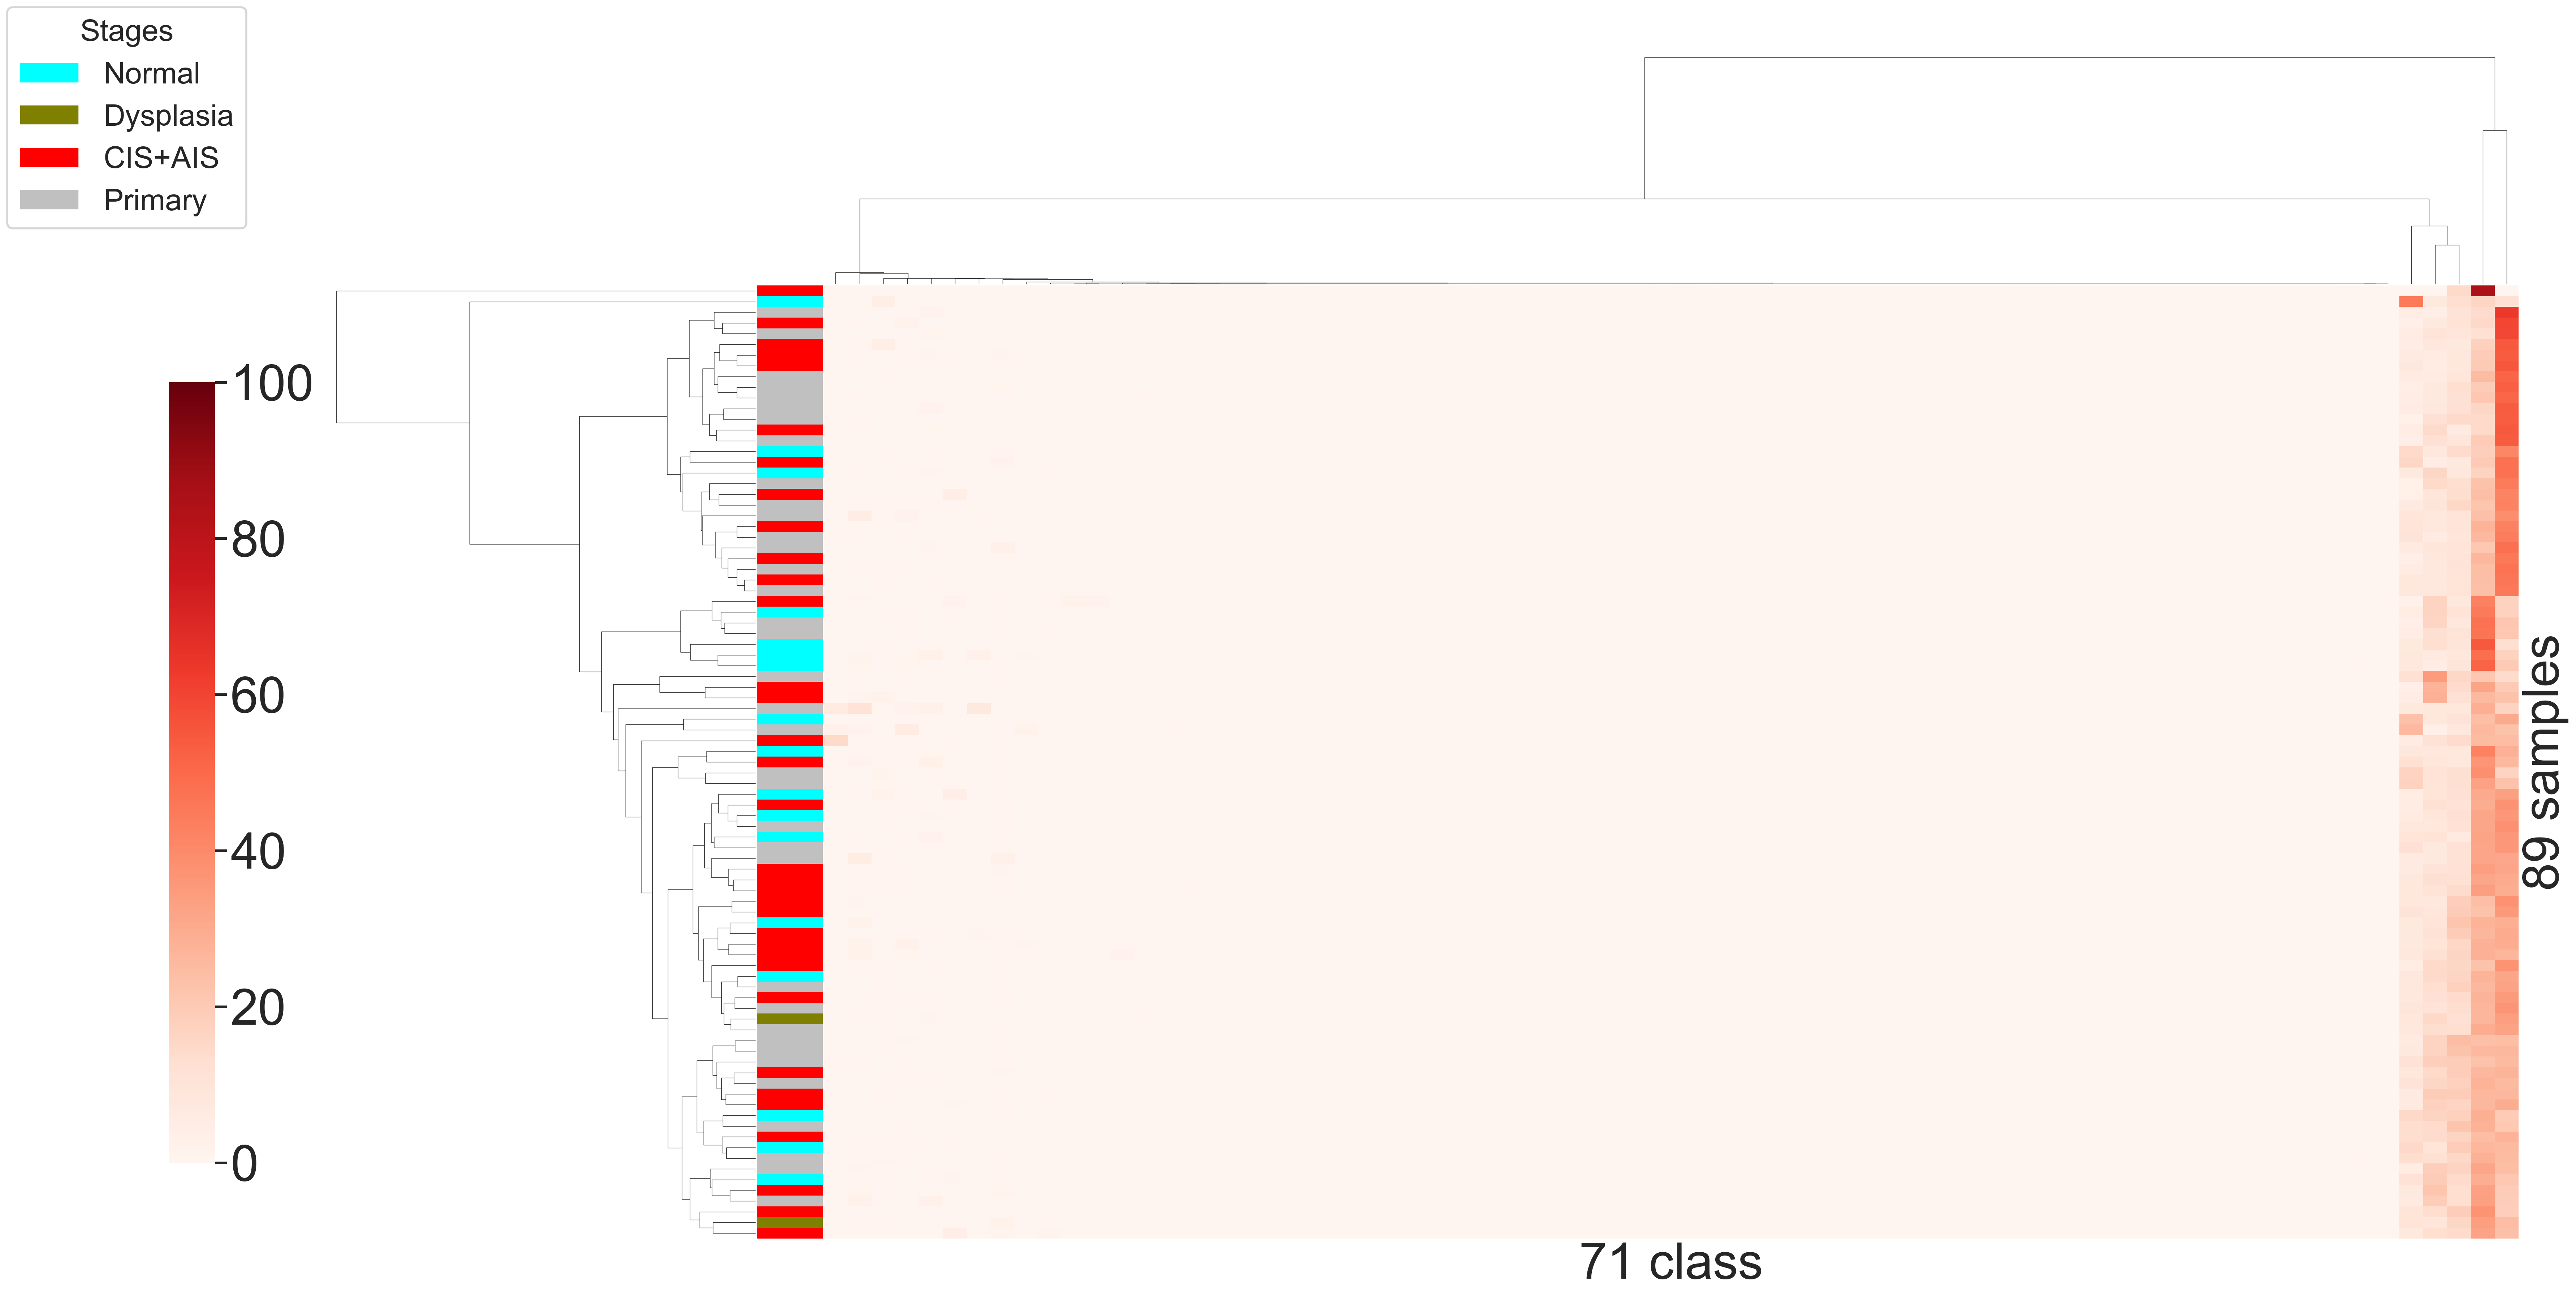 Stages
Normal
Dysplasia
CIS+AIS
Primary
100
80
60
40
20
0
89 samples
71 class